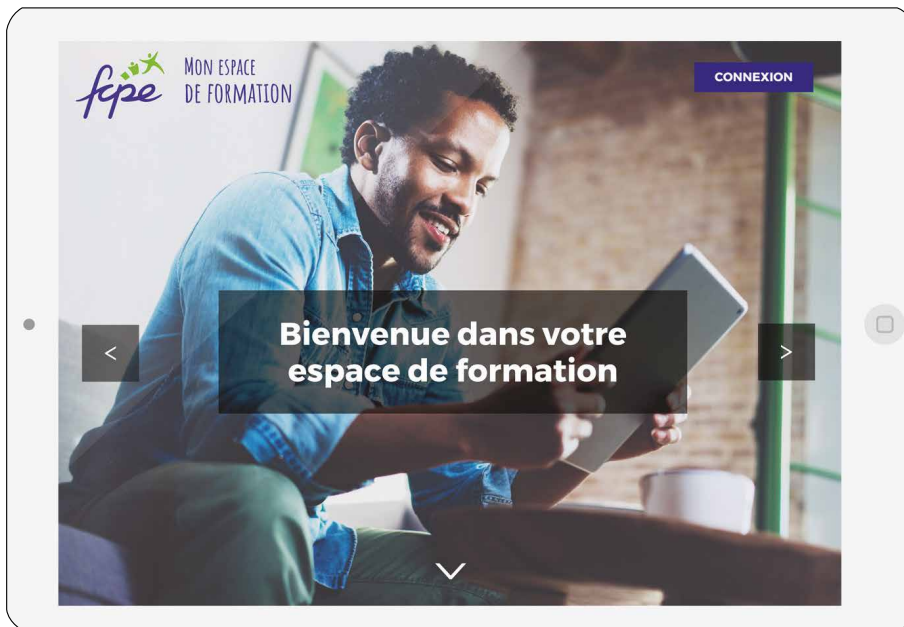 fcpe
MON ESPACE
DE FORMATION
CONNEXION
<
Bienvenue dans votre
espace de formation
>